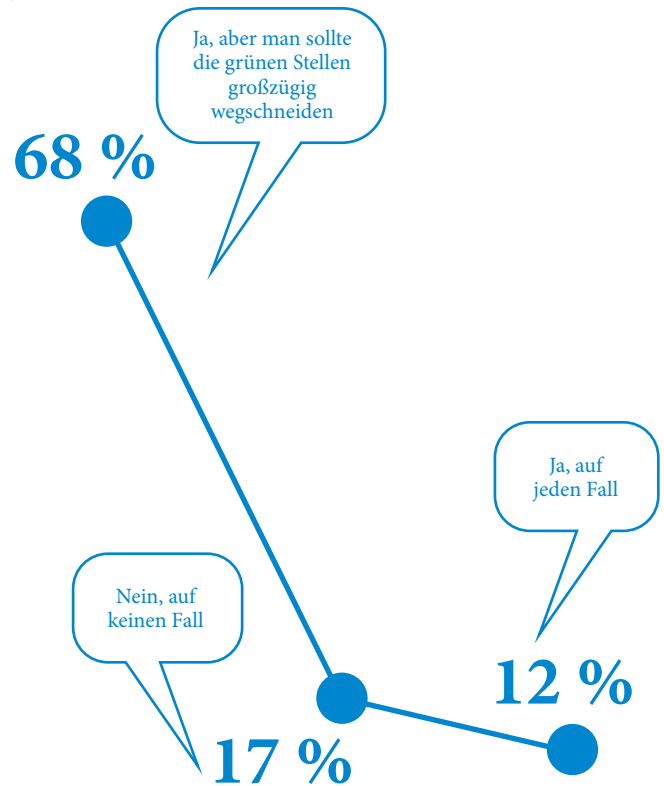 Ja, aber man sollte
die grünen Stellen
großzügig
wegschneiden
68 %
Ja, auf
jeden Fall
Nein, auf
keinen Fall
12 %
17 %